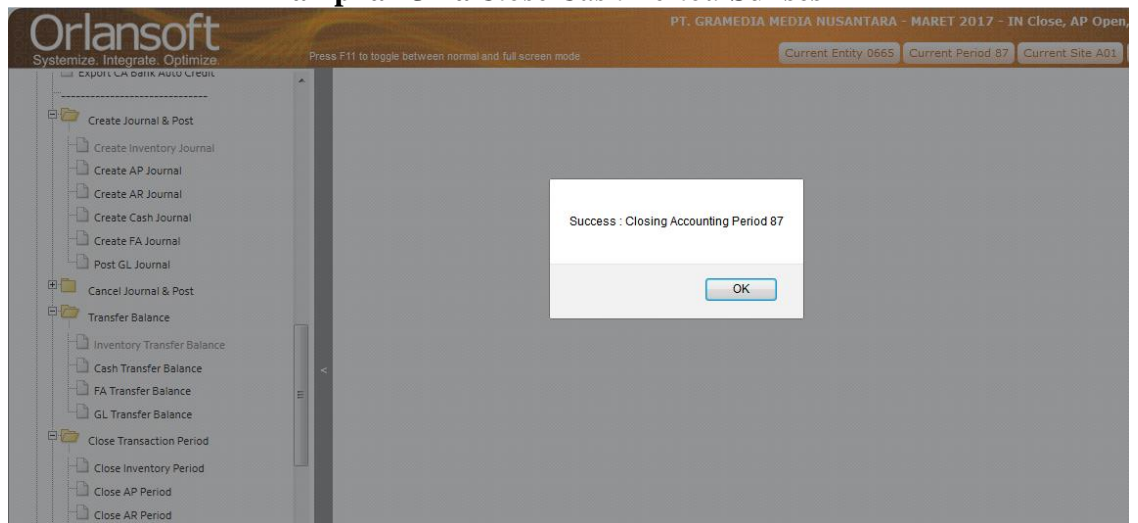 Orlansoft
Systemize. Integrate. Optimize.
Press F11 to toggle between normal and full screen mode
PT. GRAMEDIA MEDIA NUSANTARA - MARET 2017 - IN Close, AP Open,
Current Entity 0665 Current Period 87 Current Site A01
Export CA Bank Auto Credit
------------------------------
Create Journal & Post
Create Inventory Journal
Create AP Journal
Create AR Journal
Create Cash Journal
Create FA Journal
Post GL Journal
Cancel Journal & Post
Transfer Balance
Inventory Transfer Balance
Cash Transfer Balance
FA Transfer Balance
GL Transfer Balance
Close Transaction Period
Close Inventory Period
Close AP Period
Close AR Period
<
Success : Closing Accounting Period 87
OK